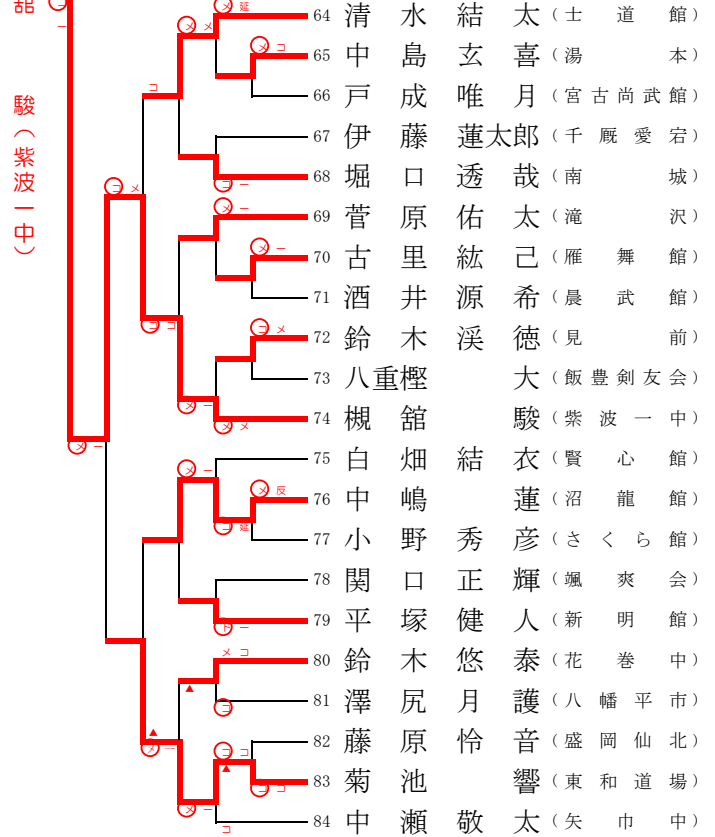 舘 駿（紫波一中）
64 清水結太（士道館）
65 中島玄喜（湯本）
66 戸成唯月（宮古尚武館）
67 伊藤蓮太郎（千厩愛宕）
68 堀口透哉（南城）
69 菅原佑太（滝沢）
70 古里紘己（雁舞館）
71 酒井源希（晨武館）
72 鈴木渓徳（見前）
73 八重樫大（飯豊剣友会）
74 槻舘駿（紫波一中）
75 白畑結衣（賢心館）
76 中嶋蓮（沼龍館）
77 小野秀彦（さくら館）
78 関口正輝（颯爽会）
79 平塚健人（新明館）
80 鈴木悠泰（花巻中）
81 澤尻月護（八幡平市）
82 藤原怜音（盛岡仙北）
83 菊池響（東和道場）
84 中瀬敬太（矢巾中）